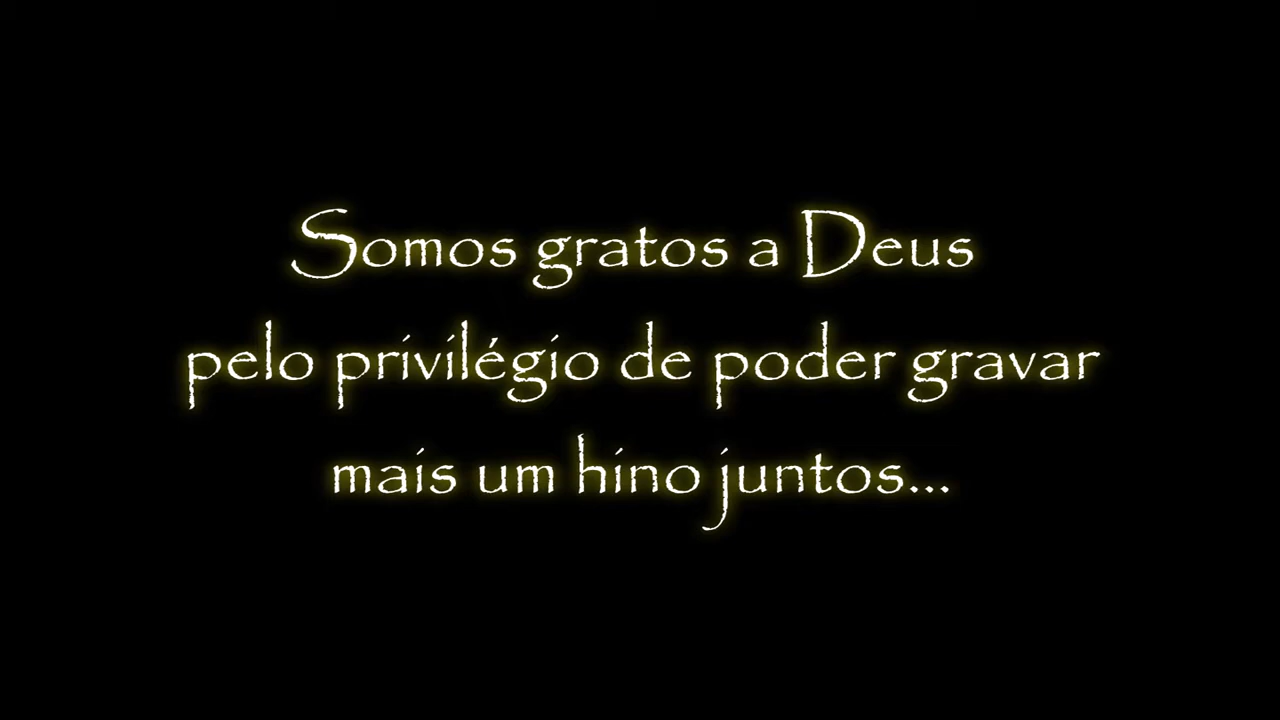 Somos gratos a Deus
pelo privilégio de poder gravar
mais um hino juntos...